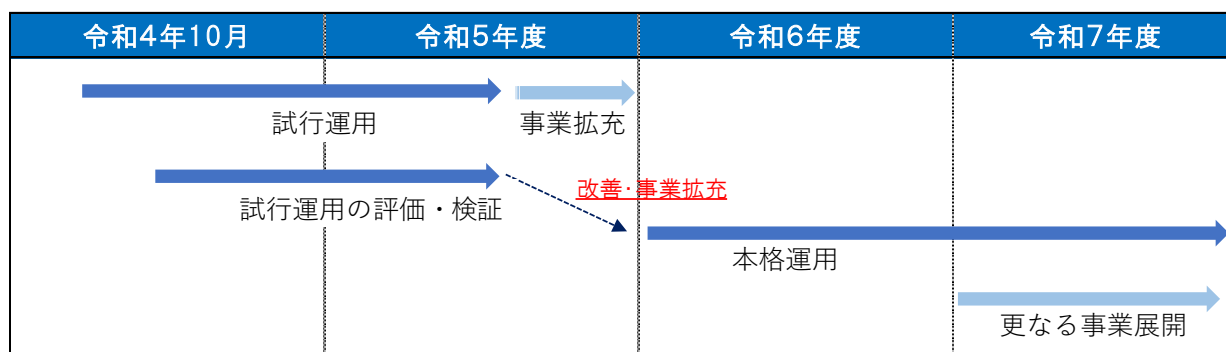 令和4年10月
令和5年度
令和6年度
令和7年度
試行運用
事業拡充
試行運用の評価・検証
改善・事業拡充
本格運用
更なる事業展開